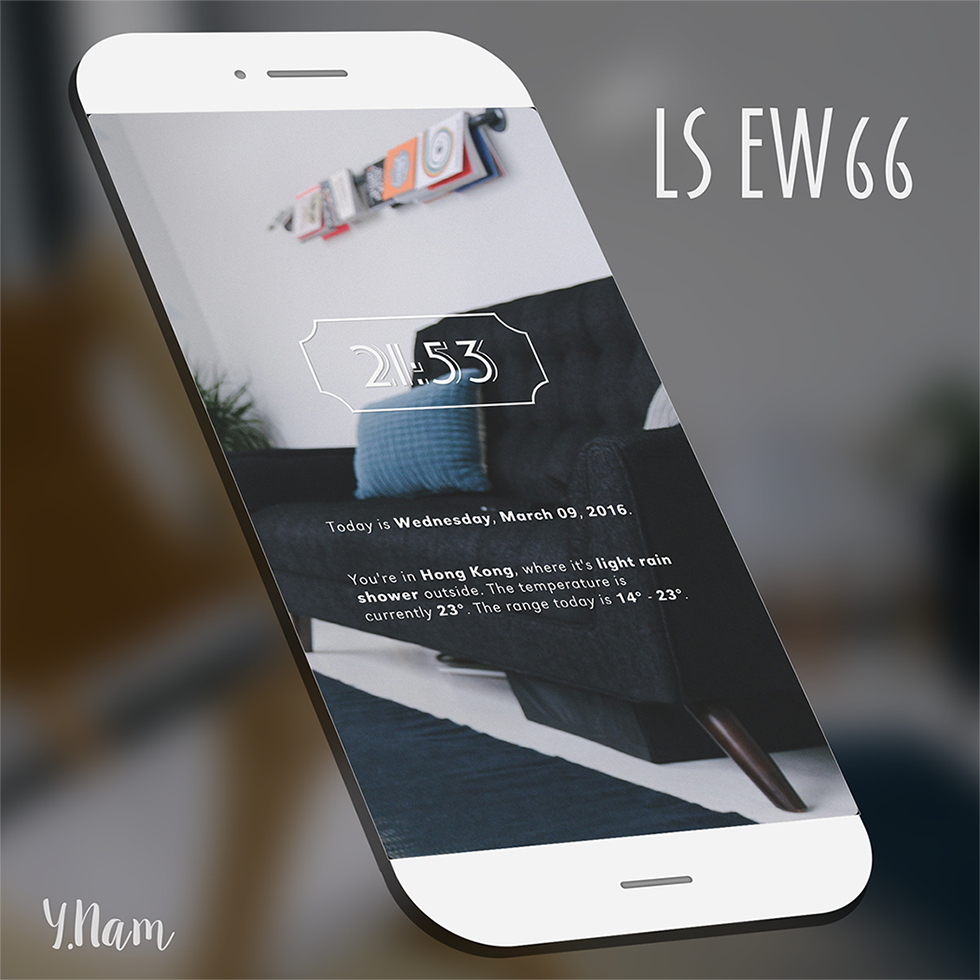 LS EW66
21:53
Today is Wednesday, March 09, 2016.
You're in Hong Kong, where it's light rain
shower outside. The temperature is
currently 23°. The range today is 14° - 23°.
Y.Nam